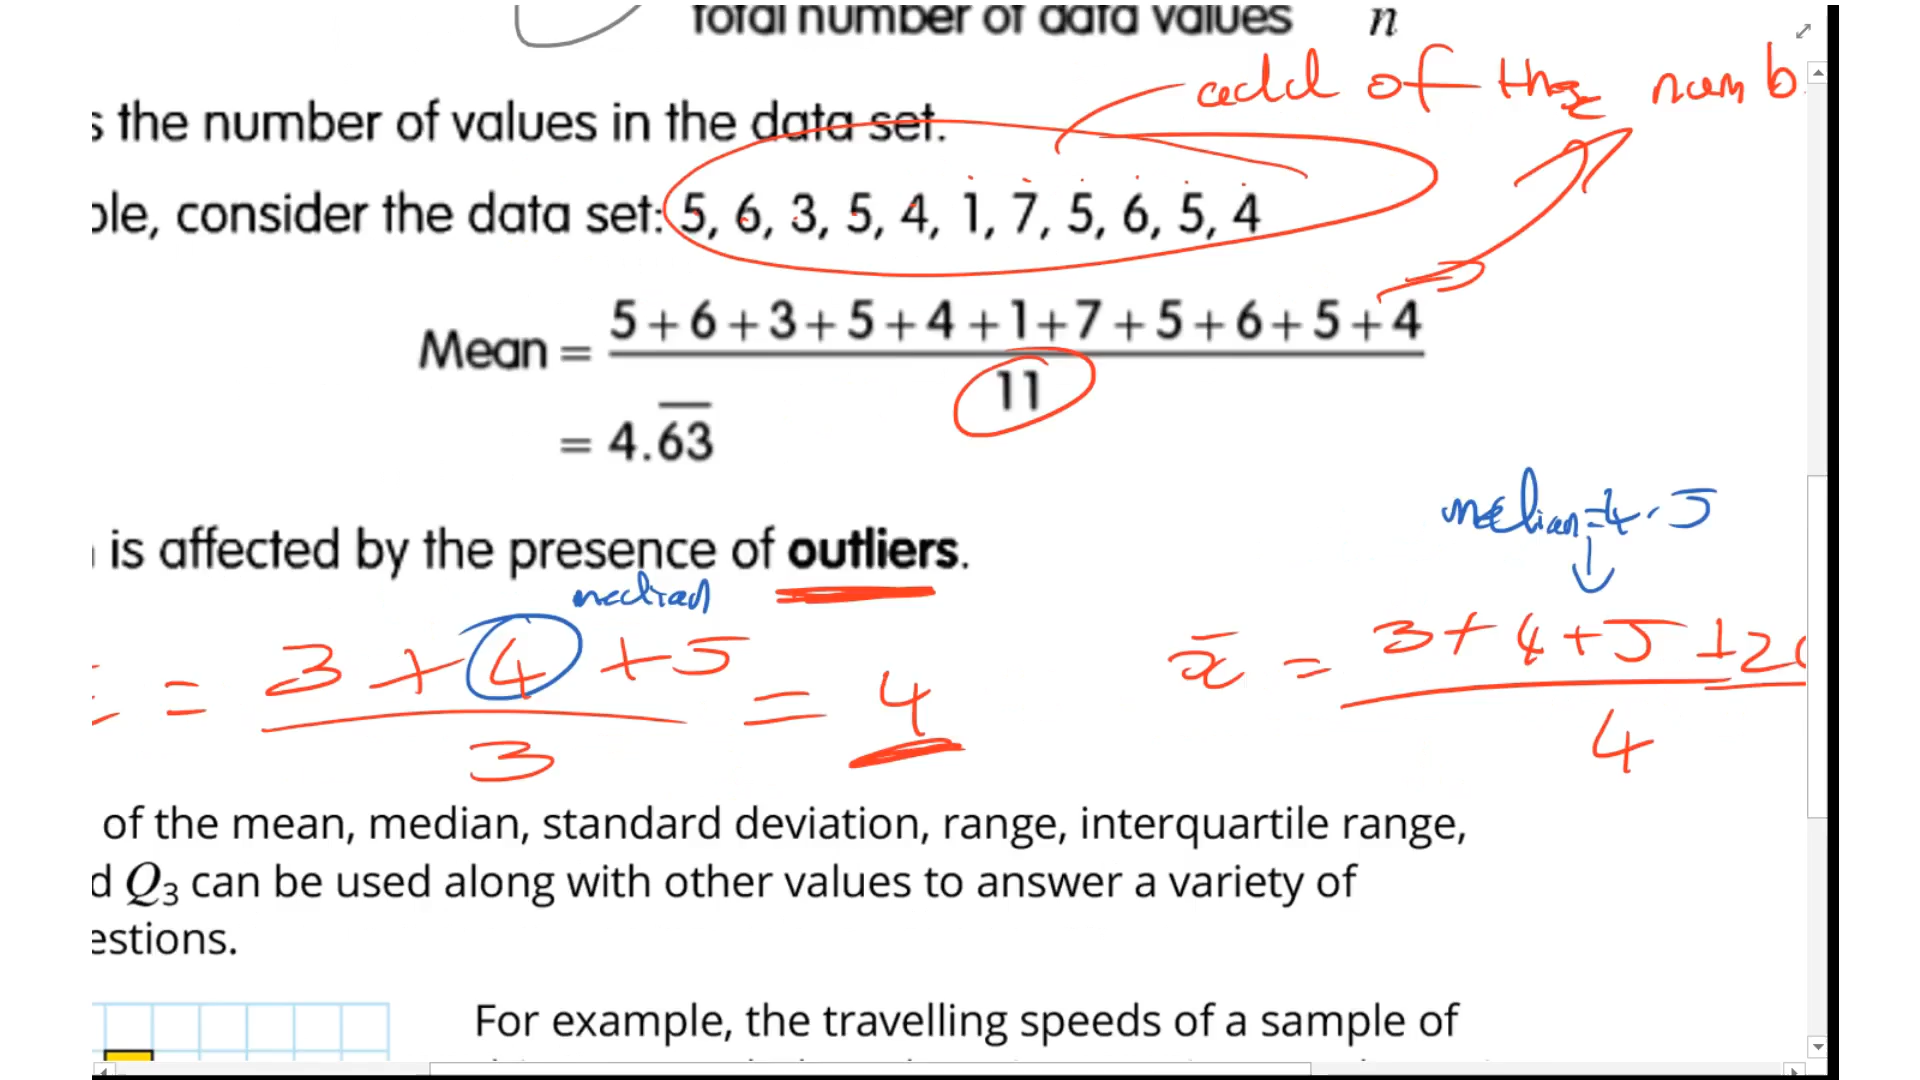 total number of data values n
add of the numb
s the number of values in the data set.
ole, consider the data set: 5, 6, 3, 5, 4, 1, 7, 5, 6, 5, 4
Mean = 5+6+3+5+4+1+7+5+6+5+4
11
= 4.6̅3̅
median=4.5
is affected by the presence of outliers.
median
= 3+4+5 = 4
3
x̄ = 3+4+5+20
4
of the mean, median, standard deviation, range, interquartile range,
d Q₃ can be used along with other values to answer a variety of
estions.
For example, the travelling speeds of a sample of